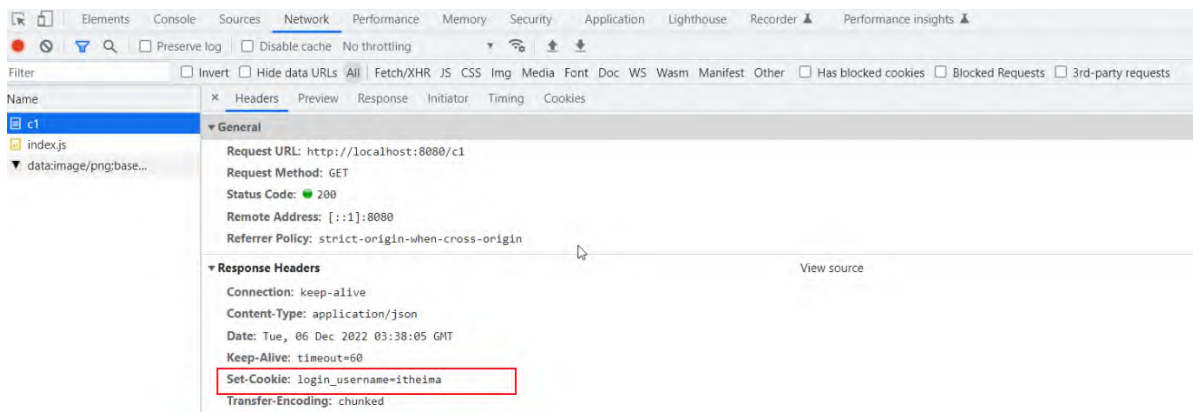 Elements Console Sources Network Performance Memory Security Application Lighthouse Recorder Performance insights
Preserve log Disable cache No throttling
Filter Invert Hide data URLs All Fetch/XHR JS CSS Img Media Font Doc WS Wasm Manifest Other Has blocked cookies Blocked Requests 3rd-party requests
Name × Headers Preview Response Initiator Timing Cookies
c1
index.js
data:image/png;base...
General
Request URL: http://localhost:8080/c1
Request Method: GET
Status Code: 200
Remote Address: [::1]:8080
Referrer Policy: strict-origin-when-cross-origin
Response Headers View source
Connection: keep-alive
Content-Type: application/json
Date: Tue, 06 Dec 2022 03:38:05 GMT
Keep-Alive: timeout=60
Set-Cookie: login_username=itheima
Transfer-Encoding: chunked